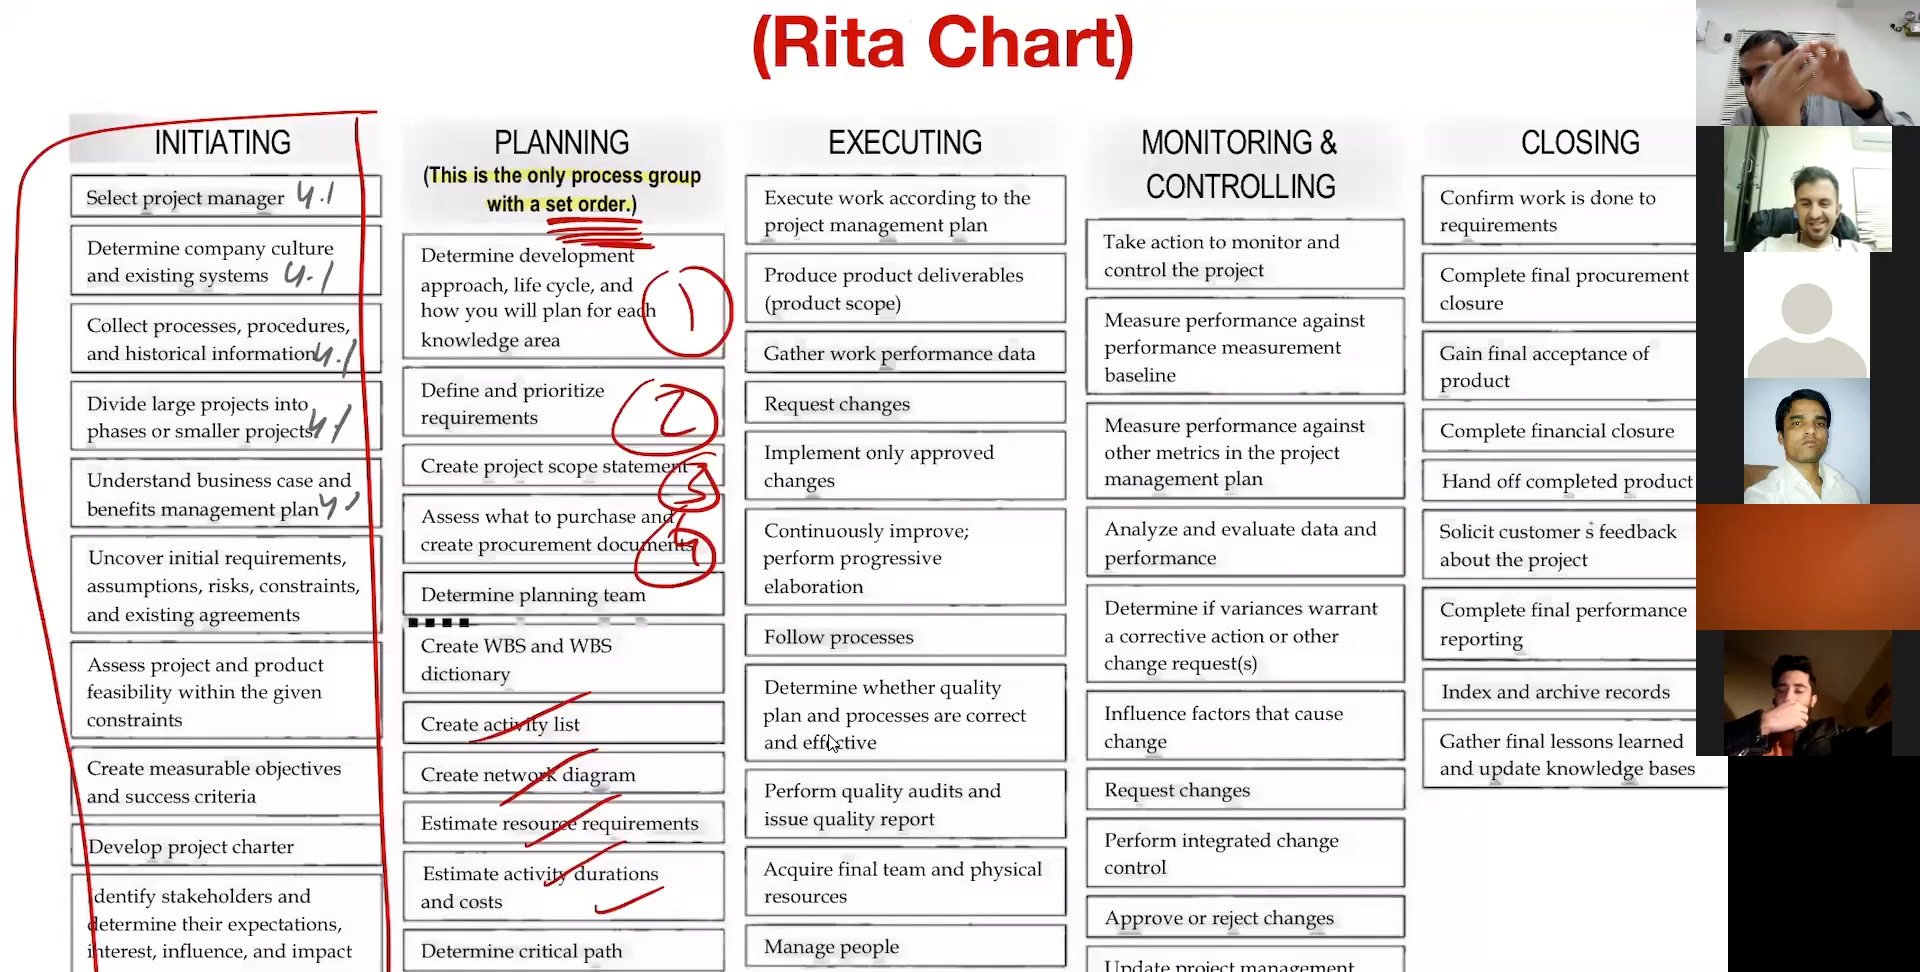 (Rita Chart)
INITIATING
Select project manager 4.1
Determine company culture
and existing systems 4.1
Collect processes, procedures,
and historical information 4.1
Divide large projects into
phases or smaller projects 4.1
Understand business case and
benefits management plan
Uncover initial requirements,
assumptions, risks, constraints,
and existing agreements
Assess project and product
feasibility within the given
constraints
Create measurable objectives
and success criteria
Develop project charter
Identify stakeholders and
determine their expectations,
interest, influence, and impact
PLANNING
(This is the only process group
with a set order.)
Determine development
approach, life cycle, and
how you will plan for each
knowledge area
1
Define and prioritize
requirements
2
Create project scope statement
3
Assess what to purchase and
create procurement documents
4
Determine planning team
Create WBS and WBS
dictionary
Create activity list
Create network diagram
Estimate resource requirements
Estimate activity durations
and costs
Determine critical path
EXECUTING
Execute work according to the
project management plan
Produce product deliverables
(product scope)
Gather work performance data
Request changes
Implement only approved
changes
Continuously improve;
perform progressive
elaboration
Follow processes
Determine whether quality
plan and processes are correct
and effective
Perform quality audits and
issue quality report
Acquire final team and physical
resources
Manage people
MONITORING &
CONTROLLING
Take action to monitor and
control the project
Measure performance against
performance measurement
baseline
Measure performance against
other metrics in the project
management plan
Analyze and evaluate data and
performance
Determine if variances warrant
a corrective action or other
change request(s)
Influence factors that cause
change
Request changes
Perform integrated change
control
Approve or reject changes
Update project management
CLOSING
Confirm work is done to
requirements
Complete final procurement
closure
Gain final acceptance of
product
Complete financial closure
Hand off completed product
Solicit customer s feedback
about the project
Complete final performance
reporting
Index and archive records
Gather final lessons learned
and update knowledge bases